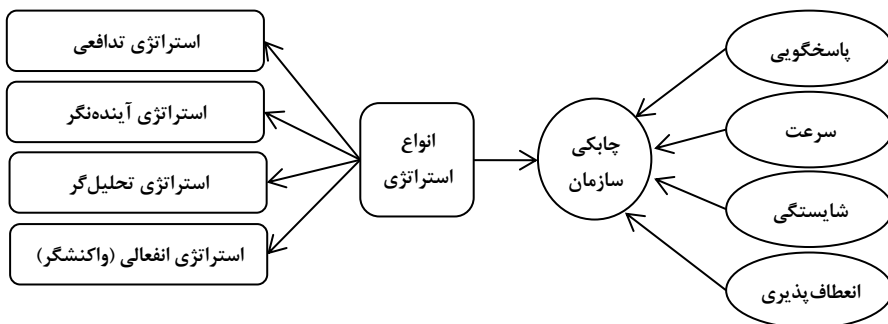 استراتژی تدافعی
استراتژی آینده‌نگر
استراتژی تحلیل‌گر
استراتژی انفعالی (واکنشگر)
انواع
استراتژی
چابکی
سازمان
پاسخگویی
سرعت
شایستگی
انعطاف‌پذیری